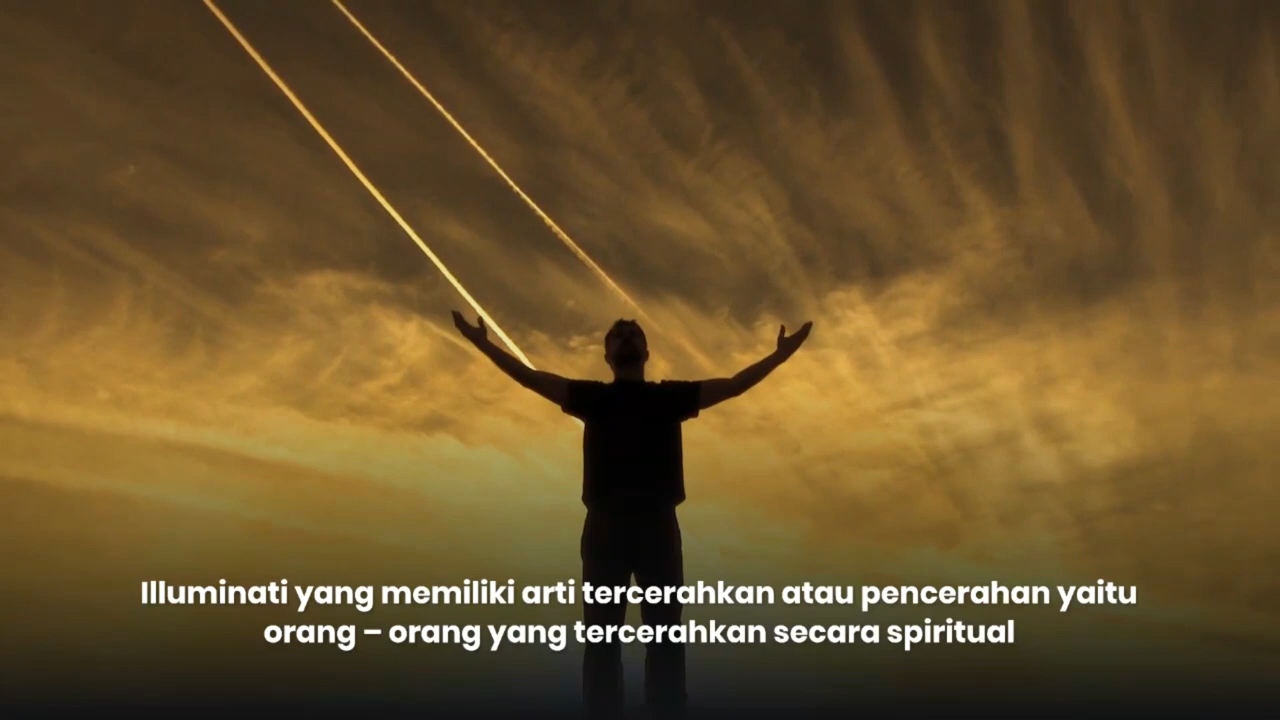 Illuminati yang memiliki arti tercerahkan atau pencerahan yaitu
orang – orang yang tercerahkan secara spiritual